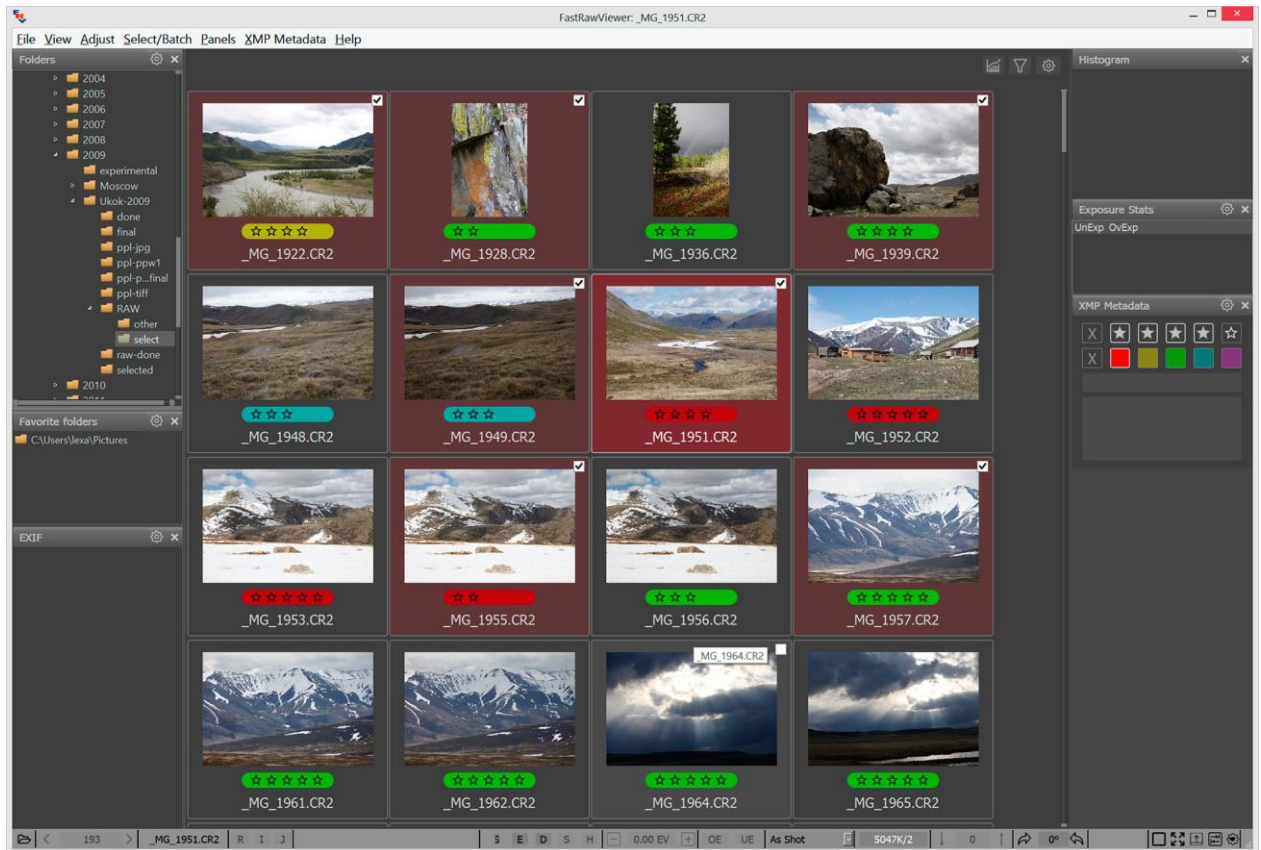 FastRawViewer: _MG_1951.CR2
File View Adjust Select/Batch Panels XMP Metadata Help
Folders
2004
2005
2006
2007
2008
2009
experimental
Moscow
Ukok-2009
done
final
ppl-jpg
ppl-ppw1
ppl-p...final
ppl-tiff
RAW
other
select
raw-done
selected
2010
Favorite folders
C:\Users\lexa\Pictures
EXIF
_MG_1922.CR2
_MG_1928.CR2
_MG_1936.CR2
_MG_1939.CR2
_MG_1948.CR2
_MG_1949.CR2
_MG_1951.CR2
_MG_1952.CR2
_MG_1953.CR2
_MG_1955.CR2
_MG_1956.CR2
_MG_1957.CR2
_MG_1964.CR2
_MG_1961.CR2
_MG_1962.CR2
_MG_1964.CR2
_MG_1965.CR2
Histogram
Exposure Stats
UnExp OvExp
XMP Metadata
X
X
193 _MG_1951.CR2 R I J E D S H 0.00 EV OE UE As Shot 5047K/2 0 0°